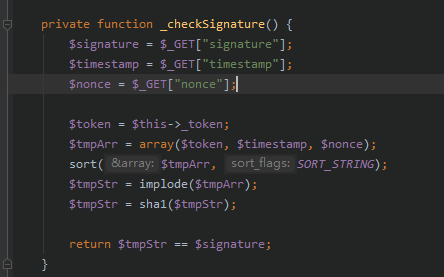 private function _checkSignature() {
    $signature = $_GET["signature"];
    $timestamp = $_GET["timestamp"];
    $nonce = $_GET["nonce"];

    $token = $this->_token;
    $tmpArr = array($token, $timestamp, $nonce);
    sort( &array: $tmpArr, sort_flags: SORT_STRING);
    $tmpStr = implode($tmpArr);
    $tmpStr = sha1($tmpStr);

    return $tmpStr == $signature;
}